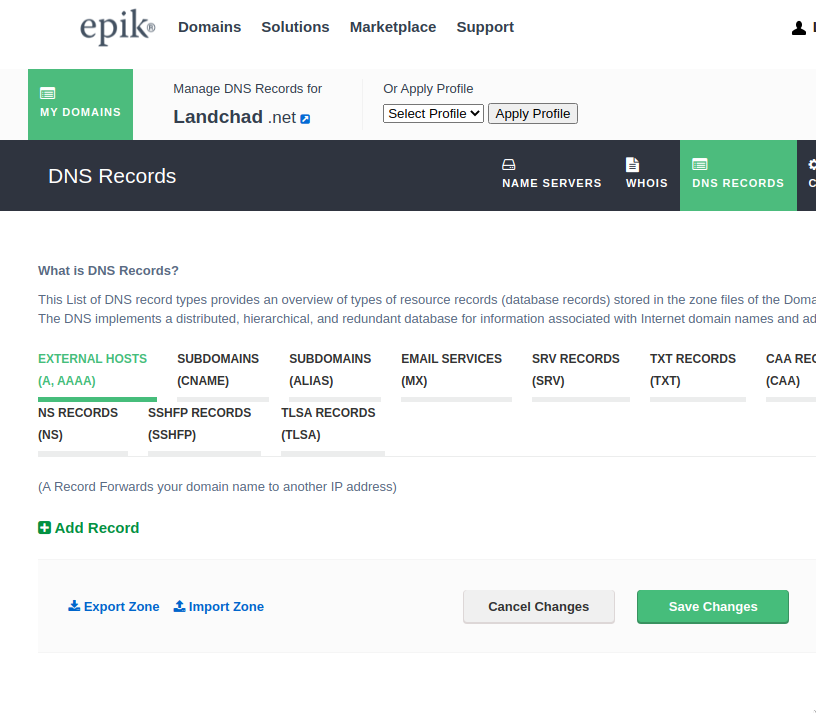 epik®
Domains Solutions Marketplace Support
MY DOMAINS
Manage DNS Records for
Landchad .net
Or Apply Profile
Select Profile Apply Profile
DNS Records
NAME SERVERS WHOIS DNS RECORDS
What is DNS Records?
This List of DNS record types provides an overview of types of resource records (database records) stored in the zone files of the
The DNS implements a distributed, hierarchical, and redundant database for information associated with Internet domain names and
EXTERNAL HOSTS
(A, AAAA)
SUBDOMAINS
(CNAME)
SUBDOMAINS
(ALIAS)
EMAIL SERVICES
(MX)
SRV RECORDS
(SRV)
TXT RECORDS
(TXT)
CAA
(CAA)
NS RECORDS
(NS)
SSHFP RECORDS
(SSHFP)
TLSA RECORDS
(TLSA)
(A Record Forwards your domain name to another IP address)
Add Record
Export Zone Import Zone Cancel Changes Save Changes